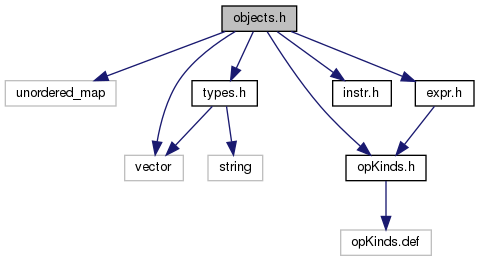 objects.h
unordered_map
types.h
instr.h
expr.h
vector
string
opKinds.h
opKinds.def